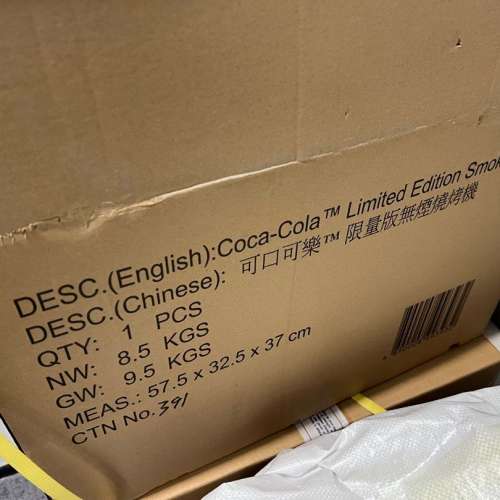 DESC.(English):Coca-Cola™ Limited Edition
DESC.(Chinese): 可口可樂™ 限量版無煙燒烤機
QTY: 1 PCS
NW: 8.5 KGS
GW: 9.5 KGS
MEAS.: 57.5 x 32.5 x 37 cm
CTN No. 391